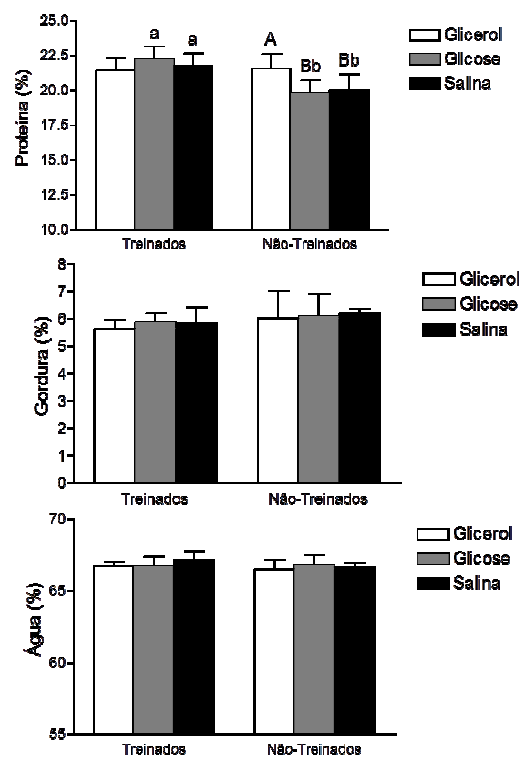 25.0
22.5
20.0
17.5
15.0
12.5
10.0
Proteína (%)
a
a
A
Bb
Bb
Glicerol
Glicose
Salina
Treinados
Não-Treinados
8
7
6
5
4
3
2
1
0
Gordura (%)
Glicerol
Glicose
Salina
Treinados
Não-Treinados
70
65
60
55
Água (%)
Glicerol
Glicose
Salina
Treinados
Não-Treinados